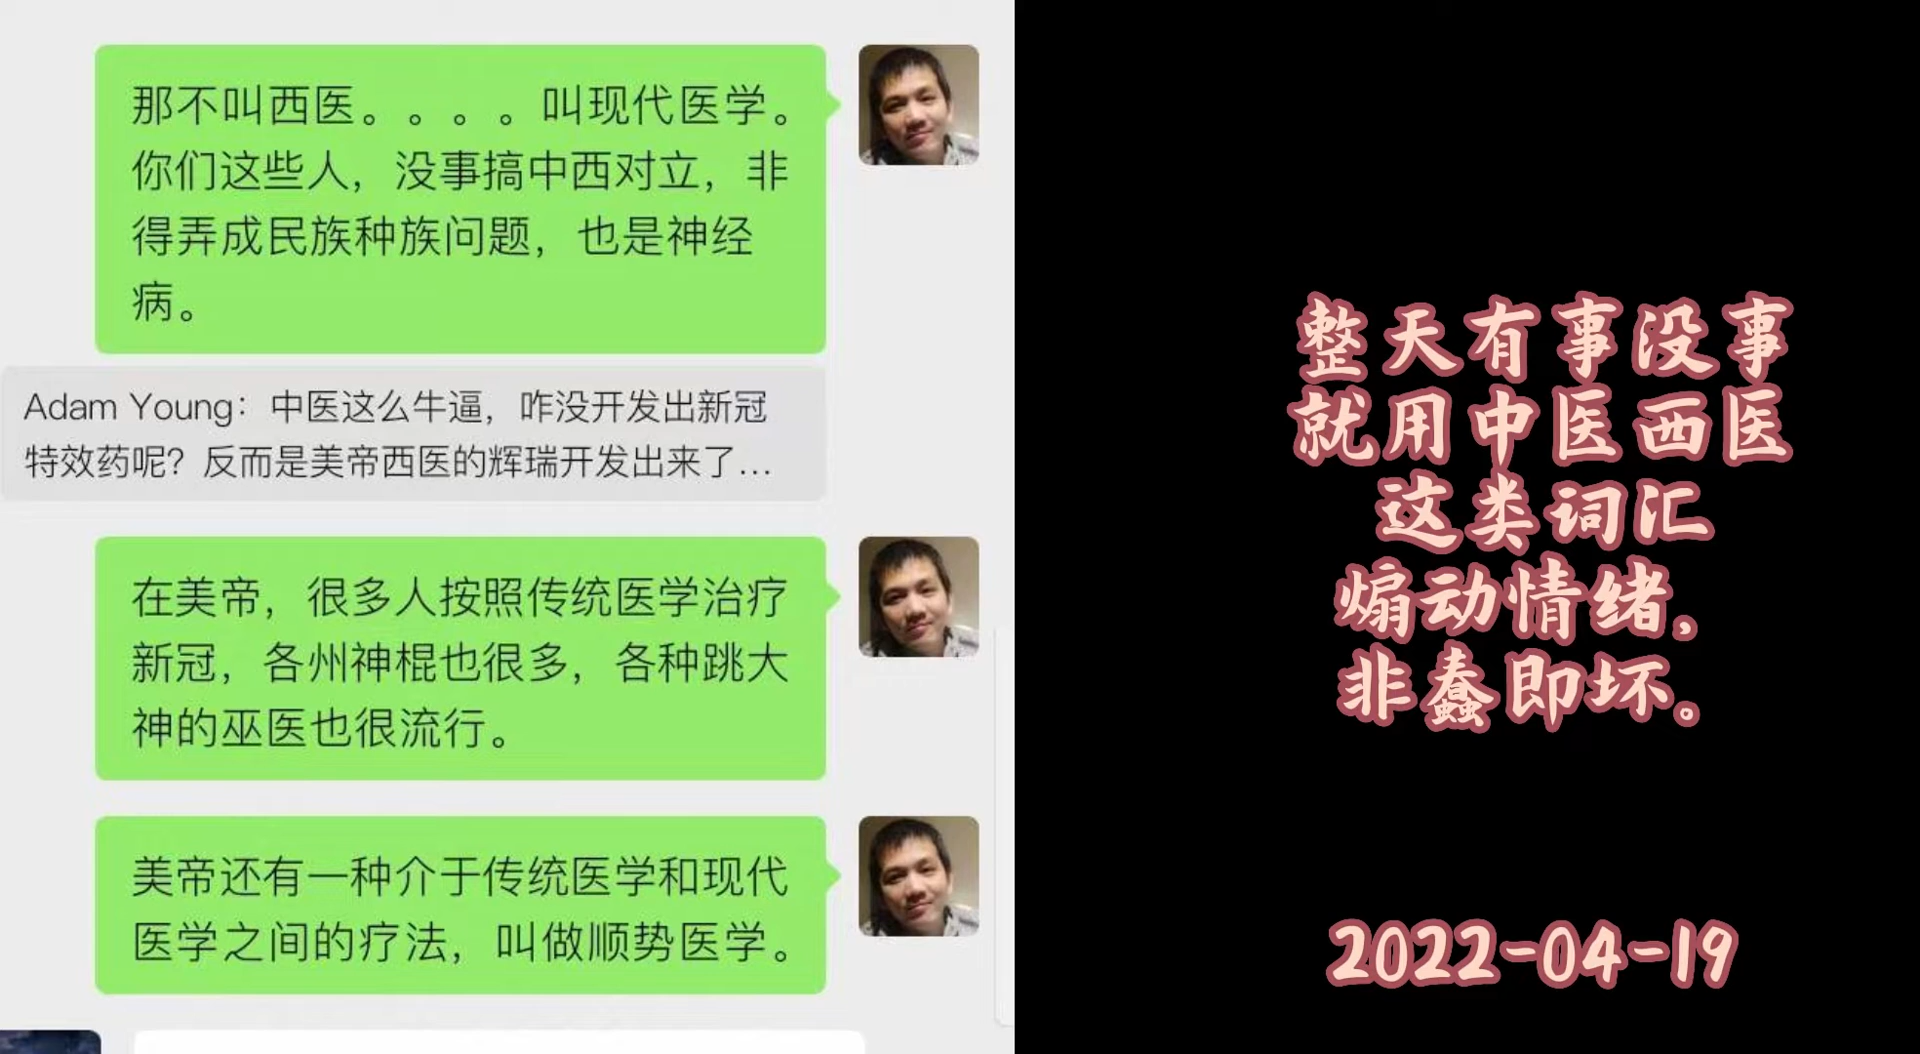 那不叫西医。。。。叫现代医学。
你们这些人，没事搞中西对立，非
得弄成民族种族问题，也是神经
病。
Adam Young：中医这么牛逼，咋没开发出新冠
特效药呢？反而是美帝西医的辉瑞开发出来了...
在美帝，很多人按照传统医学治疗
新冠，各州神棍也很多，各种跳大
神的巫医也很流行。
美帝还有一种介于传统医学和现代
医学之间的疗法，叫做顺势医学。
整天有事没事
就用中医西医
这类词汇
煽动情绪，
非蠢即坏。
2022-04-19